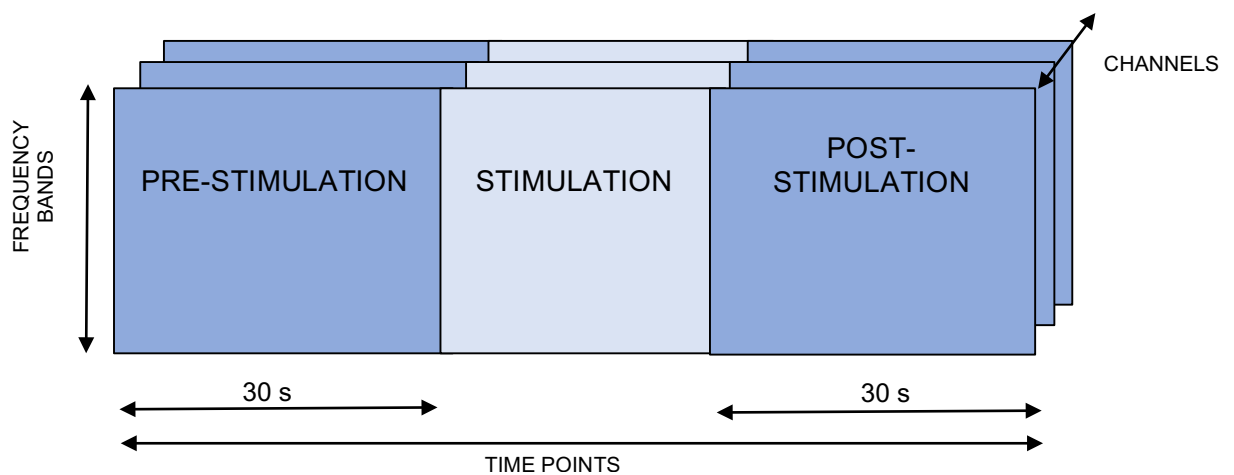 CHANNELS
FREQUENCY
BANDS
PRE-STIMULATION
STIMULATION
POST-
STIMULATION
30 s
30 s
TIME POINTS